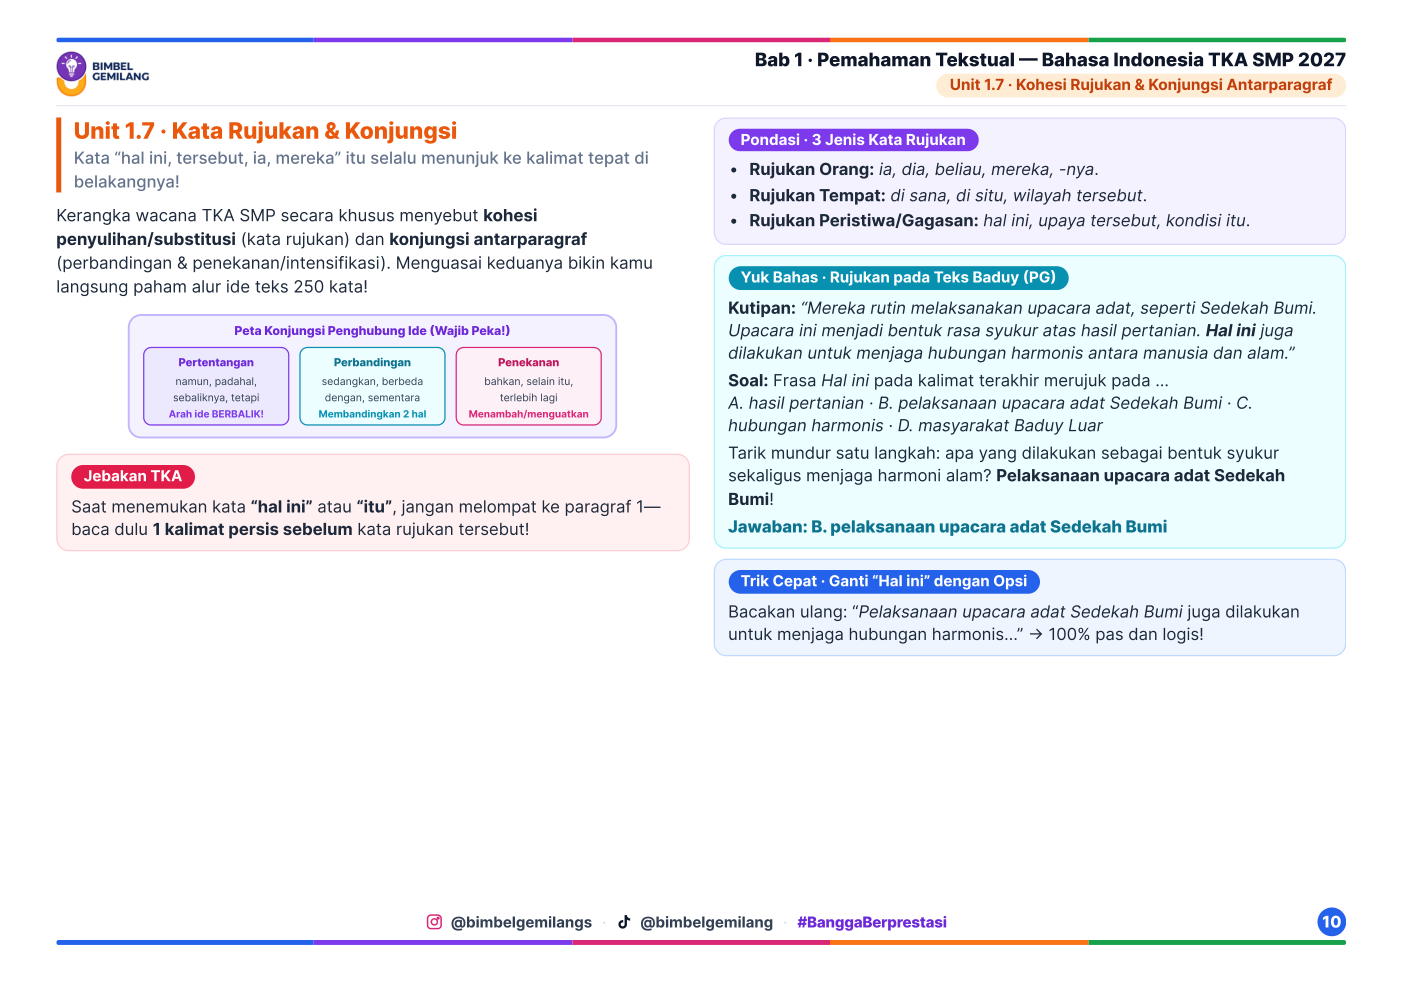 BIMBEL
GEMILANG
Bab 1 · Pemahaman Tekstual — Bahasa Indonesia TKA SMP 2027
Unit 1.7 · Kohesi Rujukan & Konjungsi Antarparagraf
Unit 1.7 · Kata Rujukan & Konjungsi
Kata “hal ini, tersebut, ia, mereka” itu selalu menunjuk ke kalimat tepat di
belakangnya!
Kerangka wacana TKA SMP secara khusus menyebut kohesi
penyulihan/substitusi (kata rujukan) dan konjungsi antarparagraf
(perbandingan & penekanan/intensifikasi). Menguasai keduanya bikin kamu
langsung paham alur ide teks 250 kata!
Peta Konjungsi Penghubung Ide (Wajib Peka!)
Pertentangan
namun, padahal,
sebaliknya, tetapi
Arah ide BERBALIK!
Perbandingan
sedangkan, berbeda
dengan, sementara
Membandingkan 2 hal
Penekanan
bahkan, selain itu,
terlebih lagi
Menambah/menguatkan
Jebakan TKA
Saat menemukan kata “hal ini” atau “itu”, jangan melompat ke paragraf 1—
baca dulu 1 kalimat persis sebelum kata rujukan tersebut!
Pondasi · 3 Jenis Kata Rujukan
• Rujukan Orang: ia, dia, beliau, mereka, -nya.
• Rujukan Tempat: di sana, di situ, wilayah tersebut.
• Rujukan Peristiwa/Gagasan: hal ini, upaya tersebut, kondisi itu.
Yuk Bahas · Rujukan pada Teks Baduy (PG)
Kutipan: “Mereka rutin melaksanakan upacara adat, seperti Sedekah Bumi.
Upacara ini menjadi bentuk rasa syukur atas hasil pertanian. Hal ini juga
dilakukan untuk menjaga hubungan harmonis antara manusia dan alam.”
Soal: Frasa Hal ini pada kalimat terakhir merujuk pada ...
A. hasil pertanian · B. pelaksanaan upacara adat Sedekah Bumi · C.
hubungan harmonis · D. masyarakat Baduy Luar
Tarik mundur satu langkah: apa yang dilakukan sebagai bentuk syukur
sekaligus menjaga harmoni alam? Pelaksanaan upacara adat Sedekah
Bumi!
Jawaban: B. pelaksanaan upacara adat Sedekah Bumi
Trik Cepat · Ganti “Hal ini” dengan Opsi
Bacakan ulang: “Pelaksanaan upacara adat Sedekah Bumi juga dilakukan
untuk menjaga hubungan harmonis...” → 100% pas dan logis!
@bimbelgemilangs · @bimbelgemilang · #BanggaBerprestasi
10